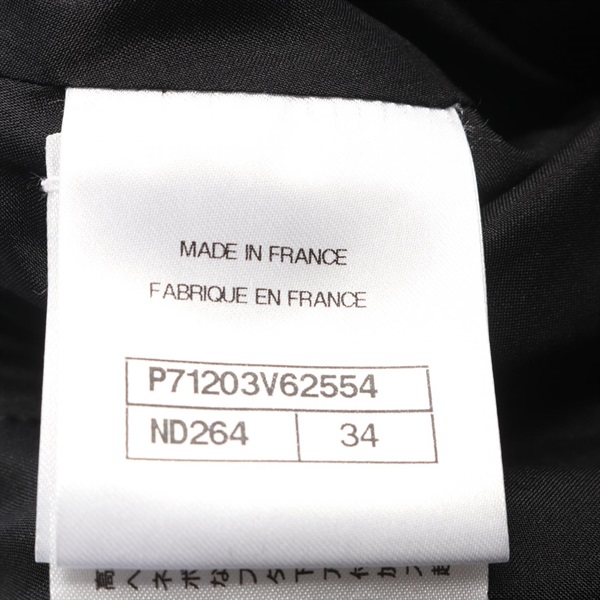 MADE IN FRANCE
FABRIQUE EN FRANCE
P71203V62554
ND264 34